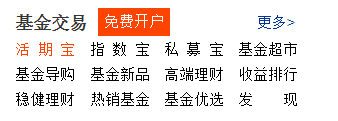 基金交易 免费开户 更多>
活期宝 指数宝 私募宝 基金超市
基金导购 基金新品 高端理财 收益排行
稳健理财 热销基金 基金优选 发现